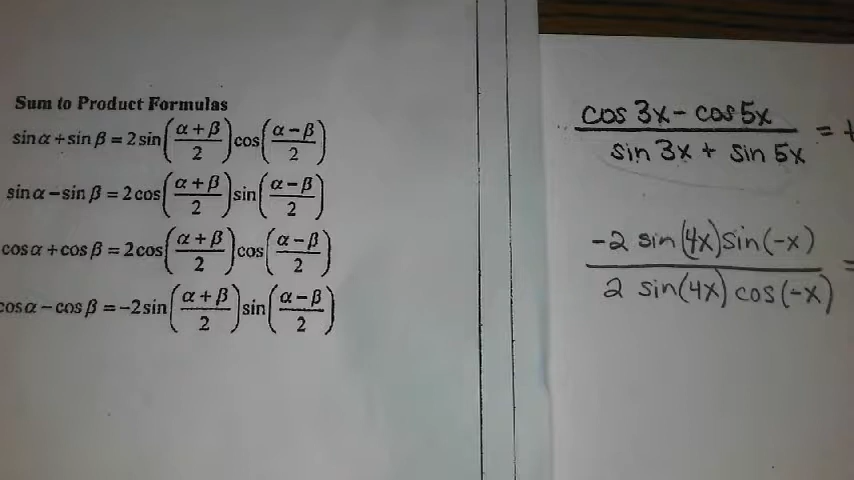 Sum to Product Formulas
sin α + sin β = 2 sin((α + β)/2) cos((α − β)/2)
sin α − sin β = 2 cos((α + β)/2) sin((α − β)/2)
cos α + cos β = 2 cos((α + β)/2) cos((α − β)/2)
cos α − cos β = −2 sin((α + β)/2) sin((α − β)/2)
cos 3x − cos 5x
sin 3x + sin 5x =
−2 sin(4x) sin(−x)
2 sin(4x) cos(−x) =